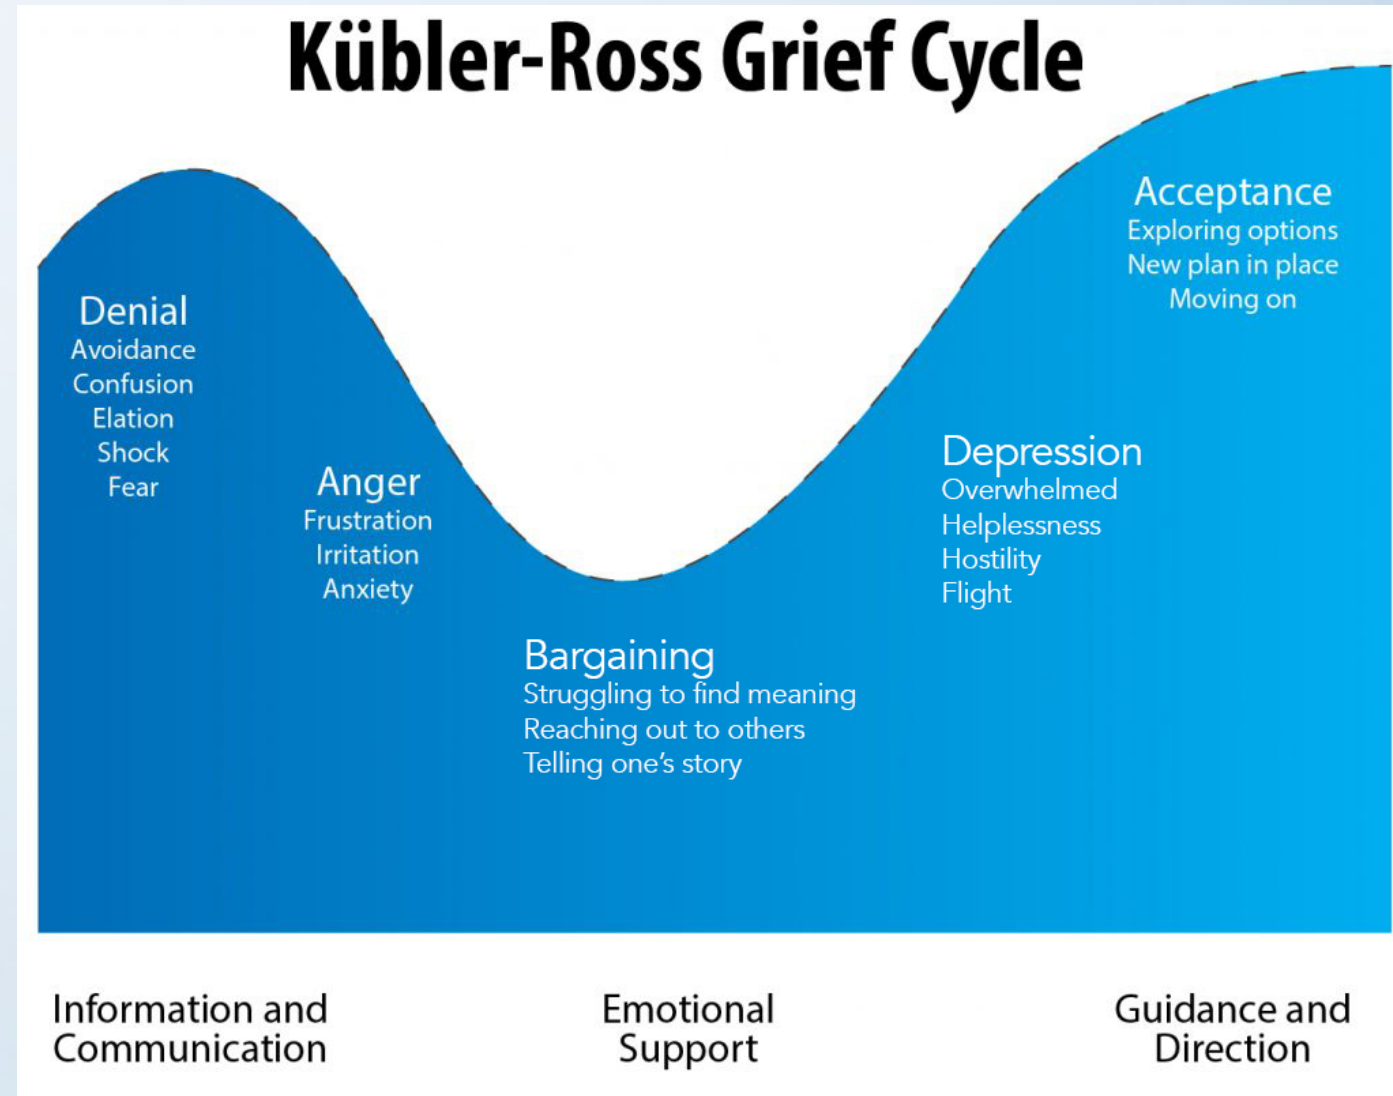 Kübler-Ross Grief Cycle
Denial
Avoidance
Confusion
Elation
Shock
Fear
Anger
Frustration
Irritation
Anxiety
Bargaining
Struggling to find meaning
Reaching out to others
Telling one’s story
Depression
Overwhelmed
Helplessness
Hostility
Flight
Acceptance
Exploring options
New plan in place
Moving on
Information and
Communication
Emotional
Support
Guidance and
Direction